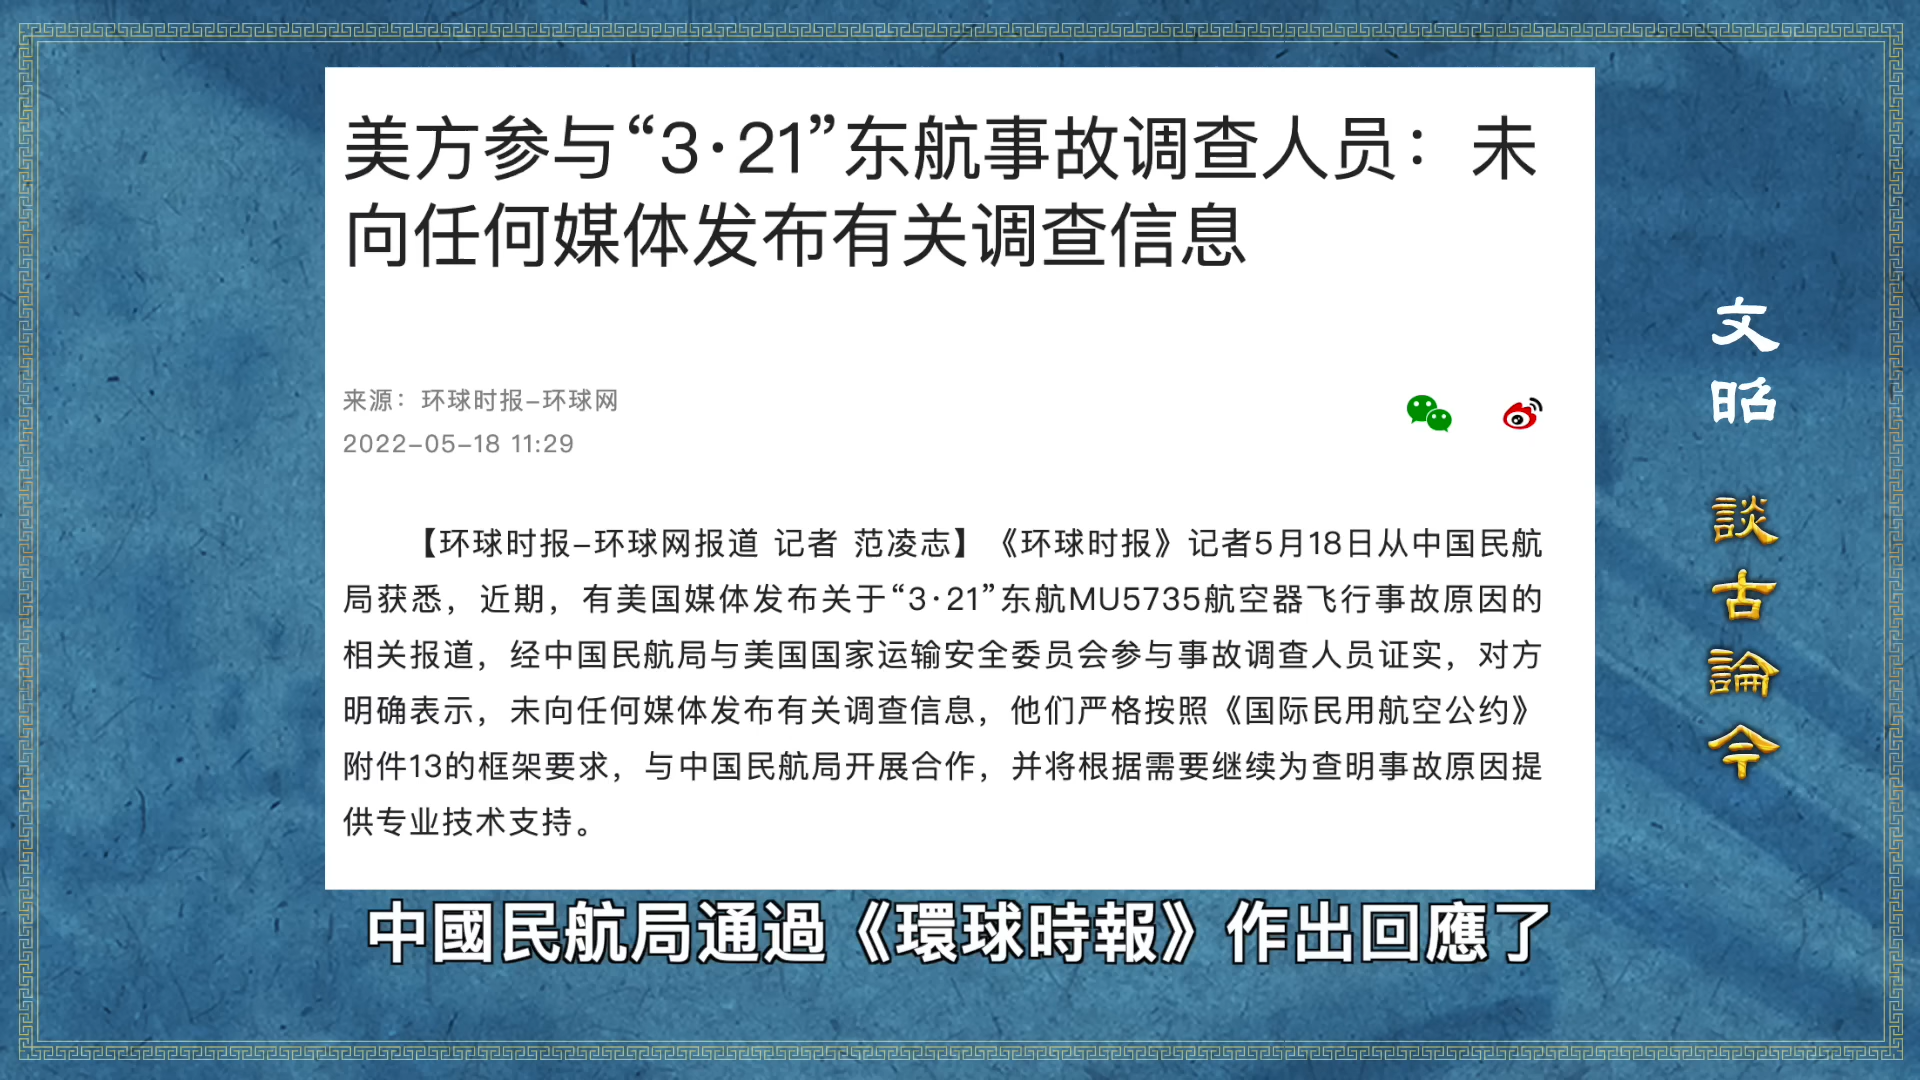 美方参与“3·21”东航事故调查人员：未
向任何媒体发布有关调查信息
来源：环球时报-环球网
2022-05-18 11:29
【环球时报-环球网报道 记者 范凌志】《环球时报》记者5月18日从中国民航
局获悉，近期，有美国媒体发布关于“3·21”东航MU5735航空器飞行事故原因的
相关报道，经中国民航局与美国国家运输安全委员会参与事故调查人员证实，对方
明确表示，未向任何媒体发布有关调查信息，他们严格按照《国际民用航空公约》
附件13的框架要求，与中国民航局开展合作，并将根据需要继续为查明事故原因提
供专业技术支持。
中國民航局通過《環球時報》作出回應了
文昭
談古論今